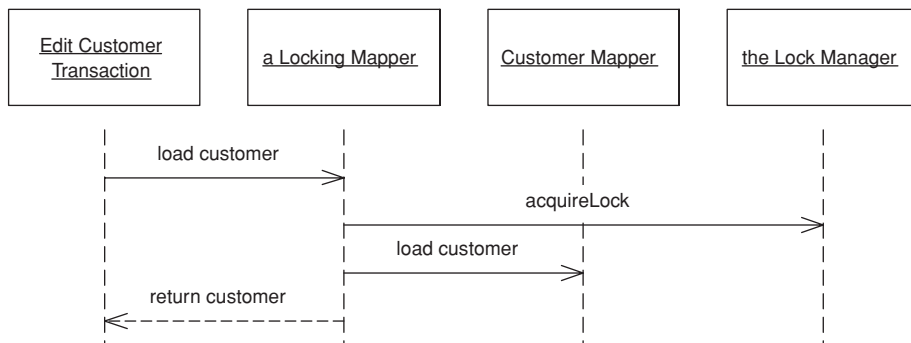 Edit Customer
Transaction
a Locking Mapper
Customer Mapper
the Lock Manager
load customer
acquireLock
load customer
return customer